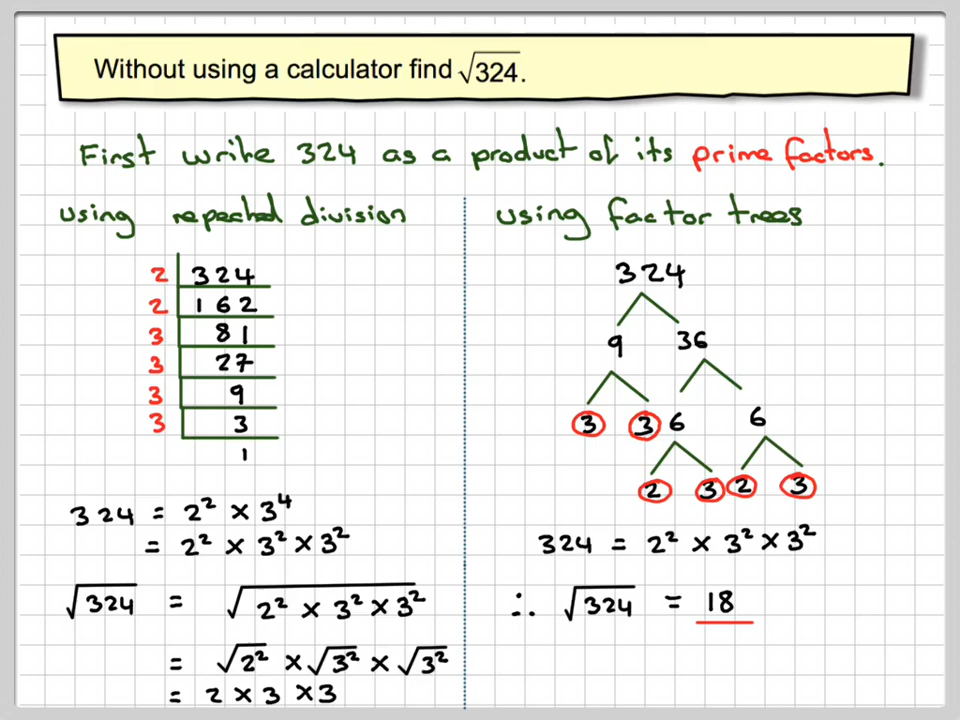 Without using a calculator find √324.
First write 324 as a product of its prime factors.
using repeated division
2 324
2 162
3 81
3 27
3 9
3 3
1
324 = 2² × 3⁴
= 2² × 3² × 3²
√324 = √2² × 3² × 3²
= √2² × √3² × √3²
= 2 × 3 × 3
using factor trees
324
9 36
3 3 6 6
2 3 2 3
324 = 2² × 3² × 3²
∴ √324 = 18